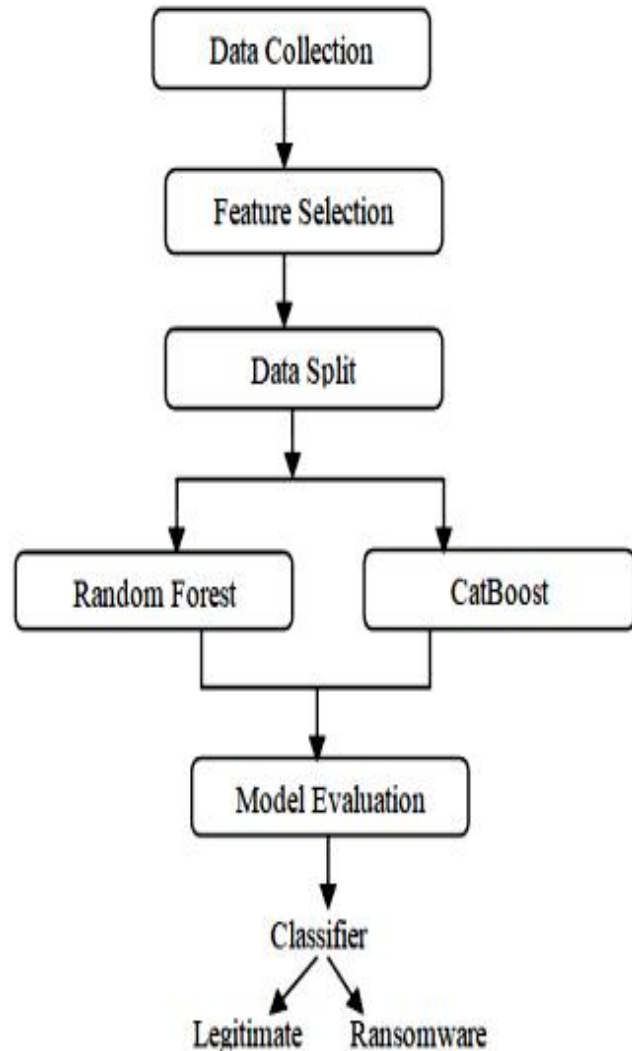 Data Collection
Feature Selection
Data Split
Random Forest
CatBoost
Model Evaluation
Classifier
Legitimate
Ransomware